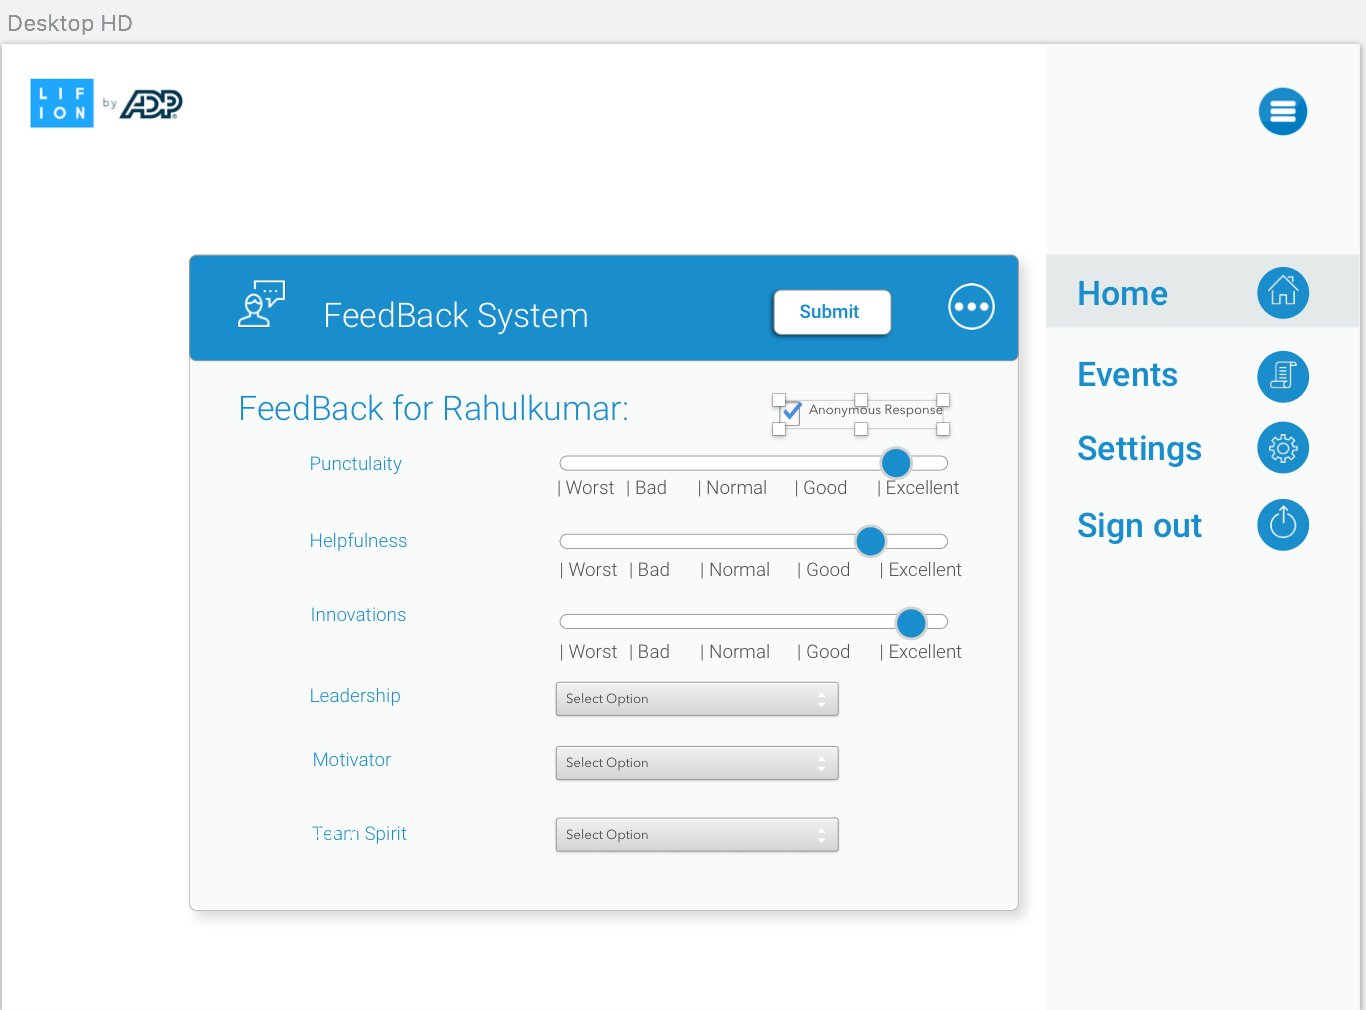 Desktop HD
LIF
ION
by ADP
FeedBack System
Submit
Home
Events
Settings
Sign out
FeedBack for Rahulkumar:
Anonymous Response
Punctulaity
| Worst | Bad | Normal | Good | Excellent
Helpfulness
| Worst | Bad | Normal | Good | Excellent
Innovations
| Worst | Bad | Normal | Good | Excellent
Leadership
Select Option
Motivator
Select Option
Team Spirit
Select Option